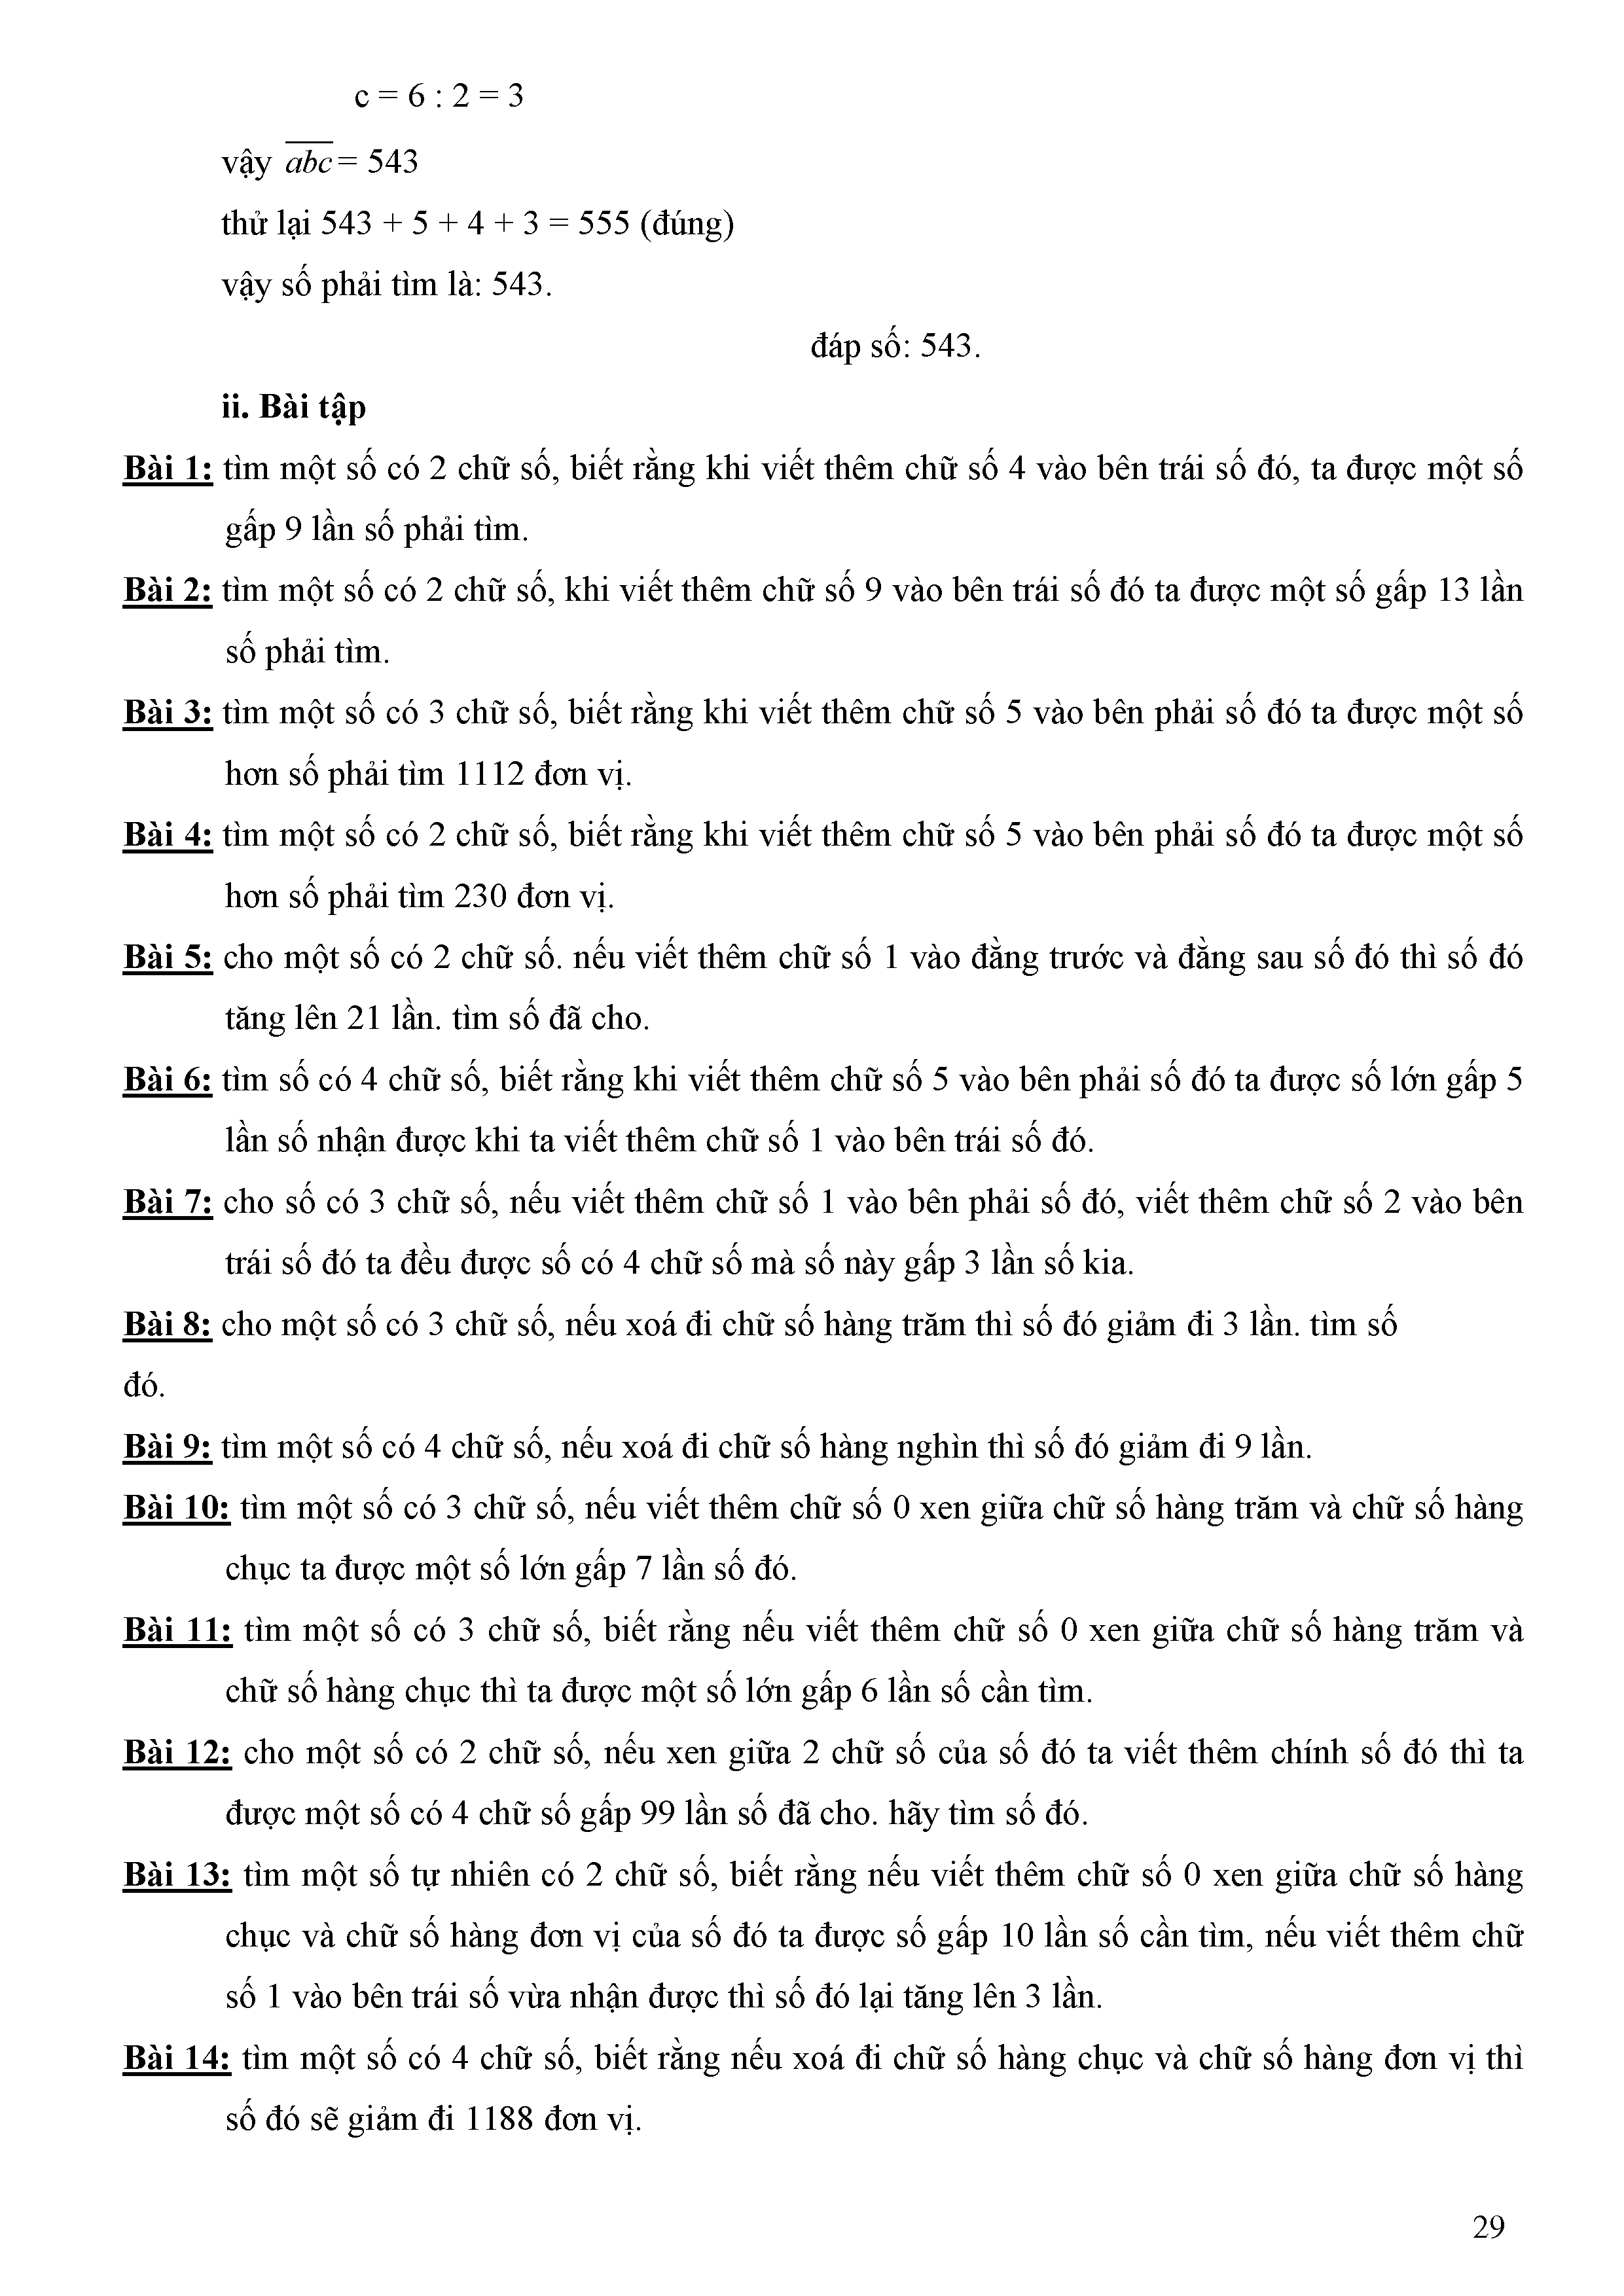 c = 6 : 2 = 3
vậy abc = 543
thử lại 543 + 5 + 4 + 3 = 555 (đúng)
vậy số phải tìm là: 543.
đáp số: 543.
ii. Bài tập
Bài 1: tìm một số có 2 chữ số, biết rằng khi viết thêm chữ số 4 vào bên trái số đó, ta được một số
gấp 9 lần số phải tìm.
Bài 2: tìm một số có 2 chữ số, khi viết thêm chữ số 9 vào bên trái số đó ta được một số gấp 13 lần
số phải tìm.
Bài 3: tìm một số có 3 chữ số, biết rằng khi viết thêm chữ số 5 vào bên phải số đó ta được một số
hơn số phải tìm 1112 đơn vị.
Bài 4: tìm một số có 2 chữ số, biết rằng khi viết thêm chữ số 5 vào bên phải số đó ta được một số
hơn số phải tìm 230 đơn vị.
Bài 5: cho một số có 2 chữ số. nếu viết thêm chữ số 1 vào đằng trước và đằng sau số đó thì số đó
tăng lên 21 lần. tìm số đã cho.
Bài 6: tìm số có 4 chữ số, biết rằng khi viết thêm chữ số 5 vào bên phải số đó ta được số lớn gấp 5
lần số nhận được khi ta viết thêm chữ số 1 vào bên trái số đó.
Bài 7: cho số có 3 chữ số, nếu viết thêm chữ số 1 vào bên phải số đó, viết thêm chữ số 2 vào bên
trái số đó ta đều được số có 4 chữ số mà số này gấp 3 lần số kia.
Bài 8: cho một số có 3 chữ số, nếu xoá đi chữ số hàng trăm thì số đó giảm đi 3 lần. tìm số
đó.
Bài 9: tìm một số có 4 chữ số, nếu xoá đi chữ số hàng nghìn thì số đó giảm đi 9 lần.
Bài 10: tìm một số có 3 chữ số, nếu viết thêm chữ số 0 xen giữa chữ số hàng trăm và chữ số hàng
chục ta được một số lớn gấp 7 lần số đó.
Bài 11: tìm một số có 3 chữ số, biết rằng nếu viết thêm chữ số 0 xen giữa chữ số hàng trăm và
chữ số hàng chục thì ta được một số lớn gấp 6 lần số cần tìm.
Bài 12: cho một số có 2 chữ số, nếu xen giữa 2 chữ số của số đó ta viết thêm chính số đó thì ta
được một số có 4 chữ số gấp 99 lần số đã cho. hãy tìm số đó.
Bài 13: tìm một số tự nhiên có 2 chữ số, biết rằng nếu viết thêm chữ số 0 xen giữa chữ số hàng
chục và chữ số hàng đơn vị của số đó ta được số gấp 10 lần số cần tìm, nếu viết thêm chữ
số 1 vào bên trái số vừa nhận được thì số đó lại tăng lên 3 lần.
Bài 14: tìm một số có 4 chữ số, biết rằng nếu xoá đi chữ số hàng chục và chữ số hàng đơn vị thì
số đó sẽ giảm đi 1188 đơn vị.
29